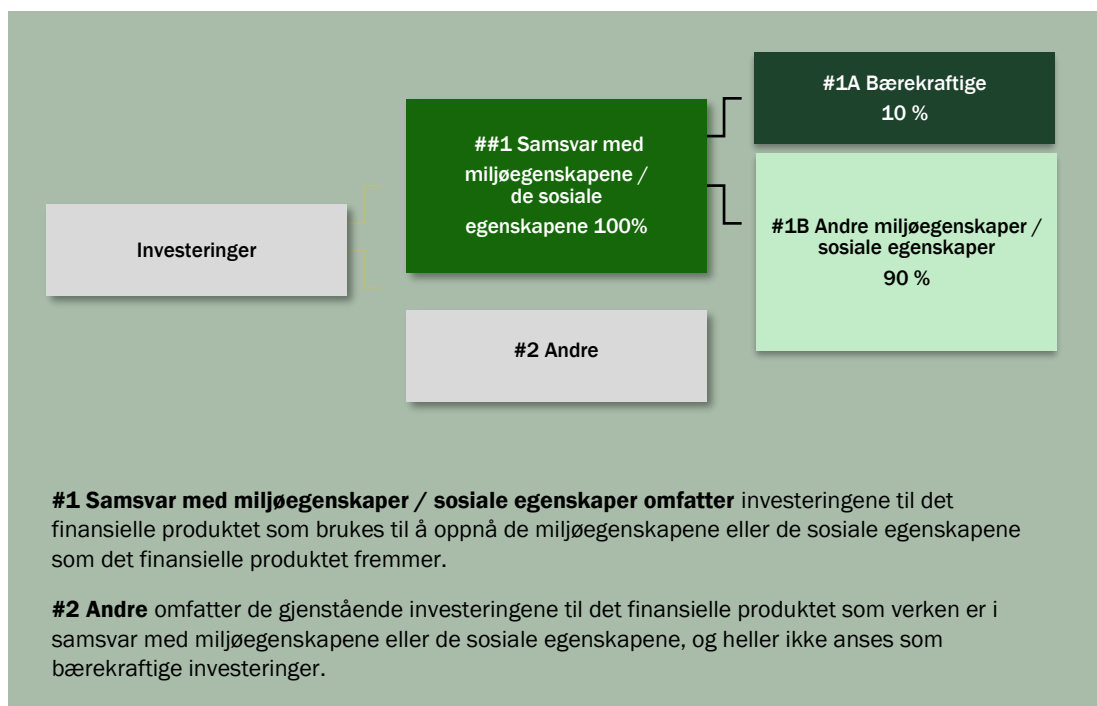 #1A Bærekraftige
10 %
##1 Samsvar med
miljøegenskapene /
de sosiale
egenskapene 100%
#1B Andre miljøegenskaper /
sosiale egenskaper
90 %
Investeringer
#2 Andre
#1 Samsvar med miljøegenskaper / sosiale egenskaper omfatter investeringene til det
finansielle produktet som brukes til å oppnå de miljøegenskapene eller de sosiale egenskapene
som det finansielle produktet fremmer.
#2 Andre omfatter de gjenstående investeringene til det finansielle produktet som verken er i
samsvar med miljøegenskapene eller de sosiale egenskapene, og heller ikke anses som
bærekraftige investeringer.